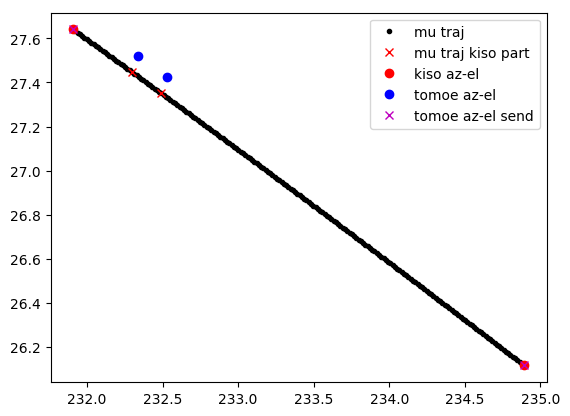 mu traj
mu traj kiso part
kiso az-el
tomoe az-el
tomoe az-el send
27.6
27.4
27.2
27.0
26.8
26.6
26.4
26.2
232.0 232.5 233.0 233.5 234.0 234.5 235.0